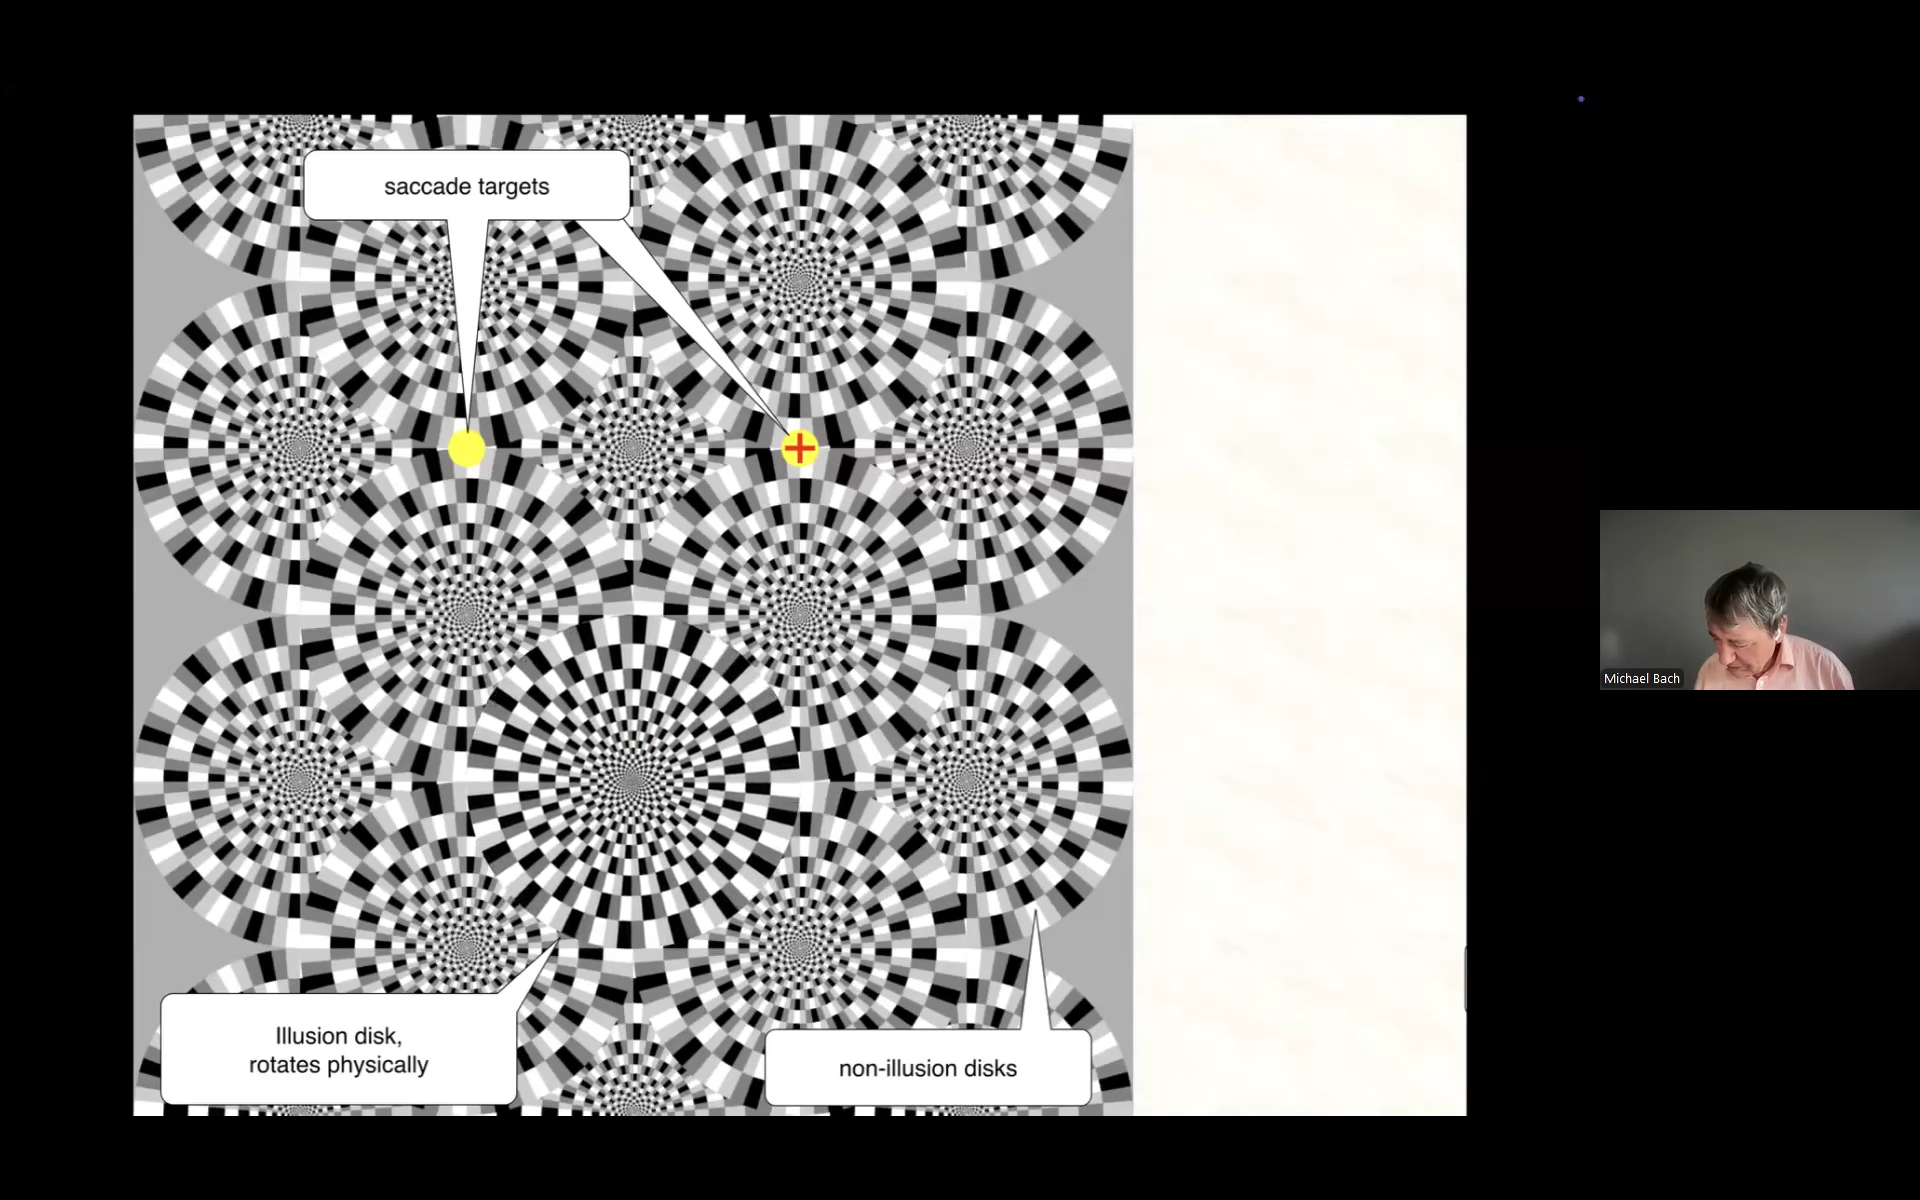 saccade targets
Illusion disk,
rotates physically
non-illusion disks
Michael Bach